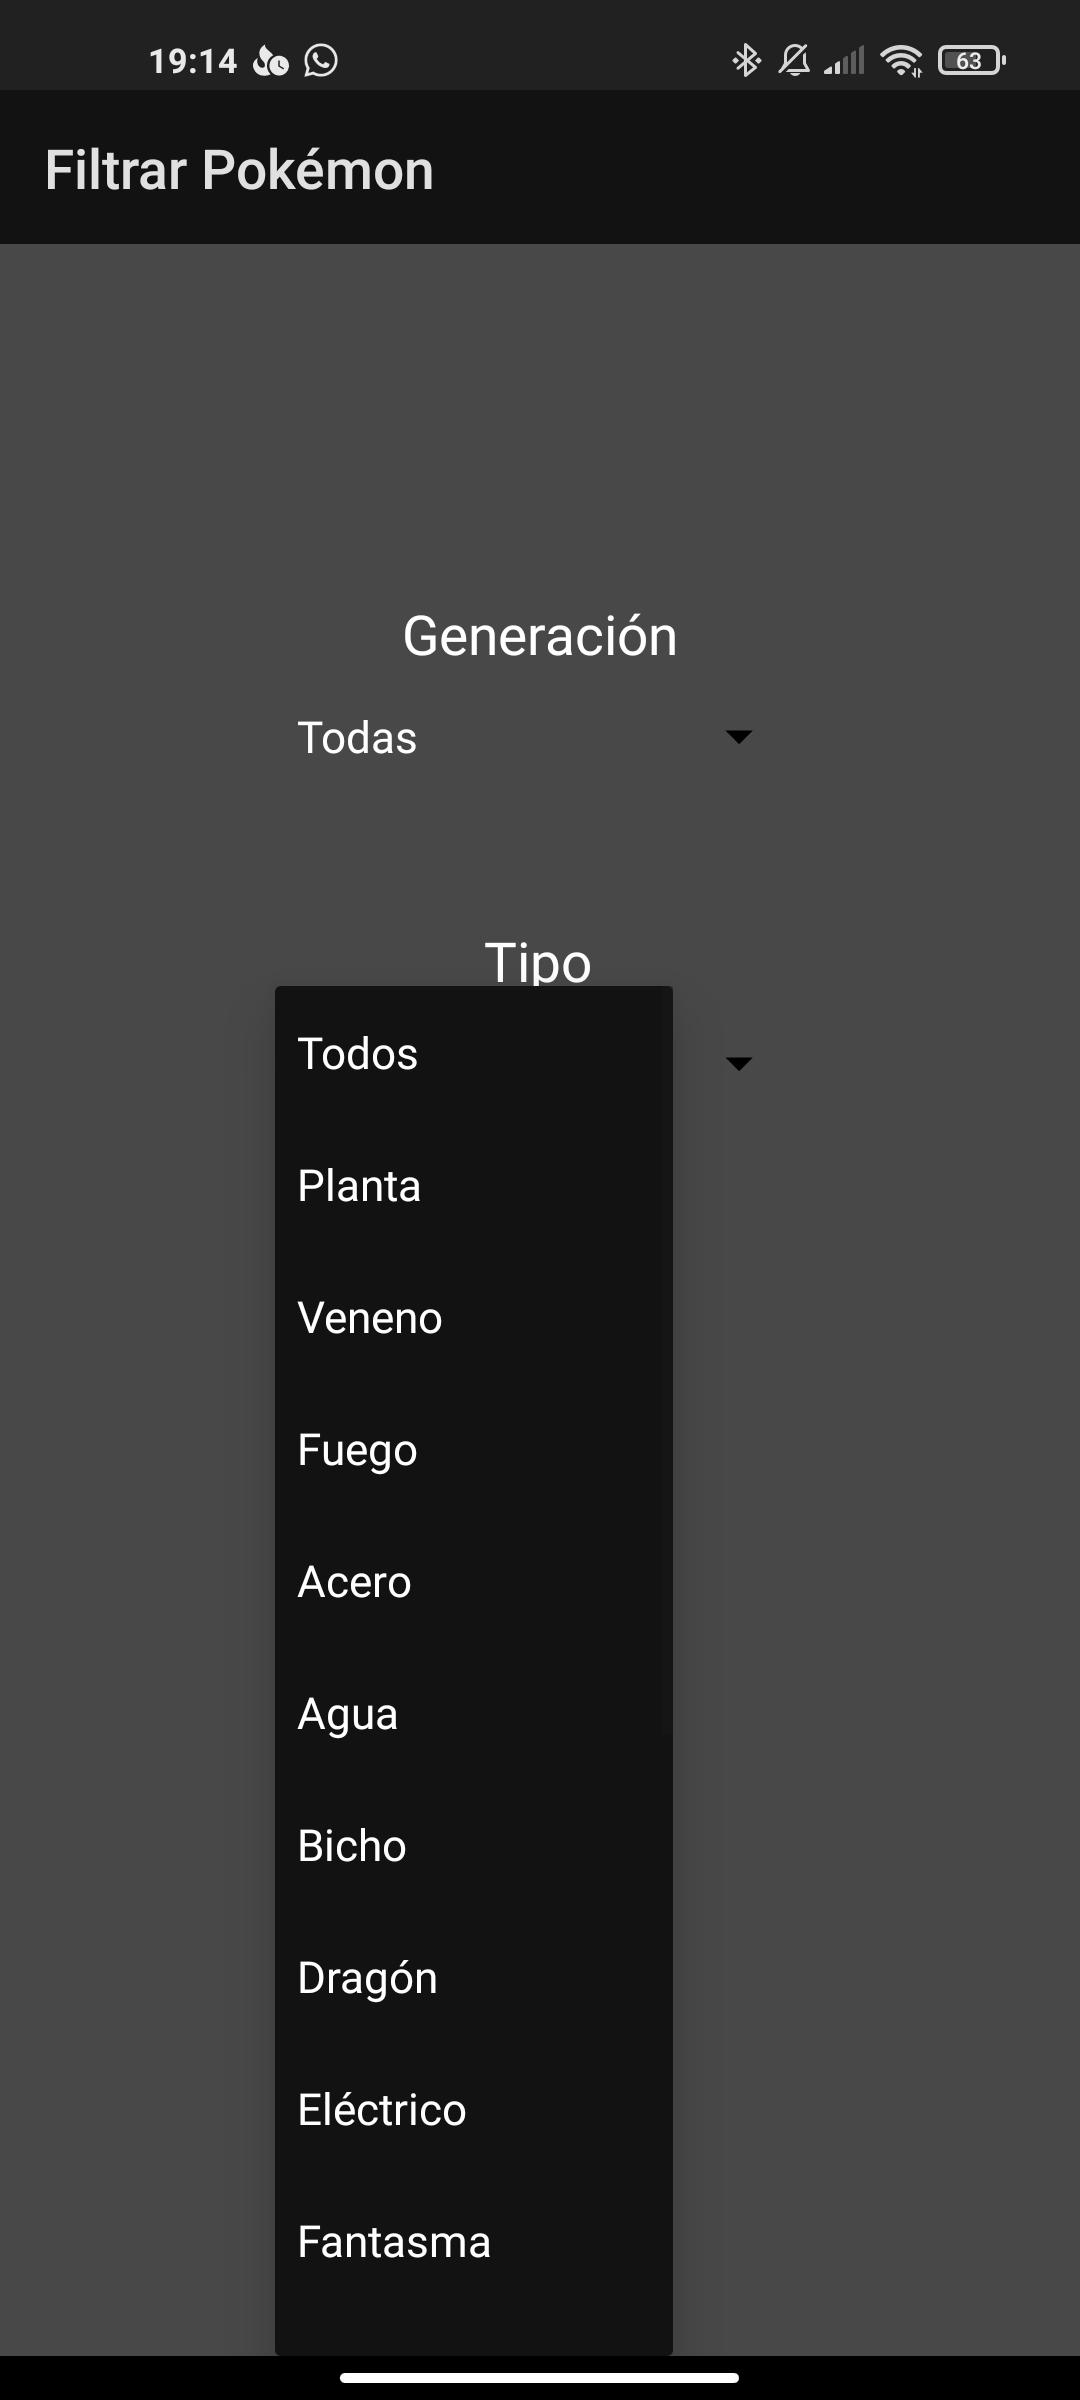 19:14
63
Filtrar Pokémon
Generación
Todas
Tipo
Todos
Planta
Veneno
Fuego
Acero
Agua
Bicho
Dragón
Eléctrico
Fantasma